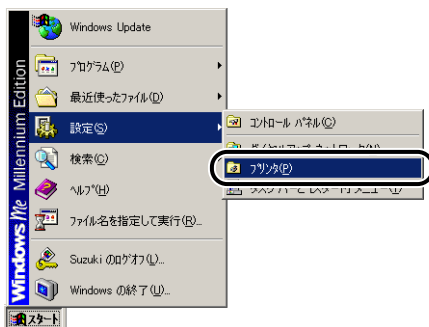 Windows Update
プログラム(P)
最近使ったファイル(D)
設定(S)
検索(C)
ヘルプ(H)
ファイル名を指定して実行(R)...
Suzuki のログオフ(L)...
Windows の終了(U)...
スタート
Windows Me Millennium Edition
コントロール パネル(C)
プリンタ(P)